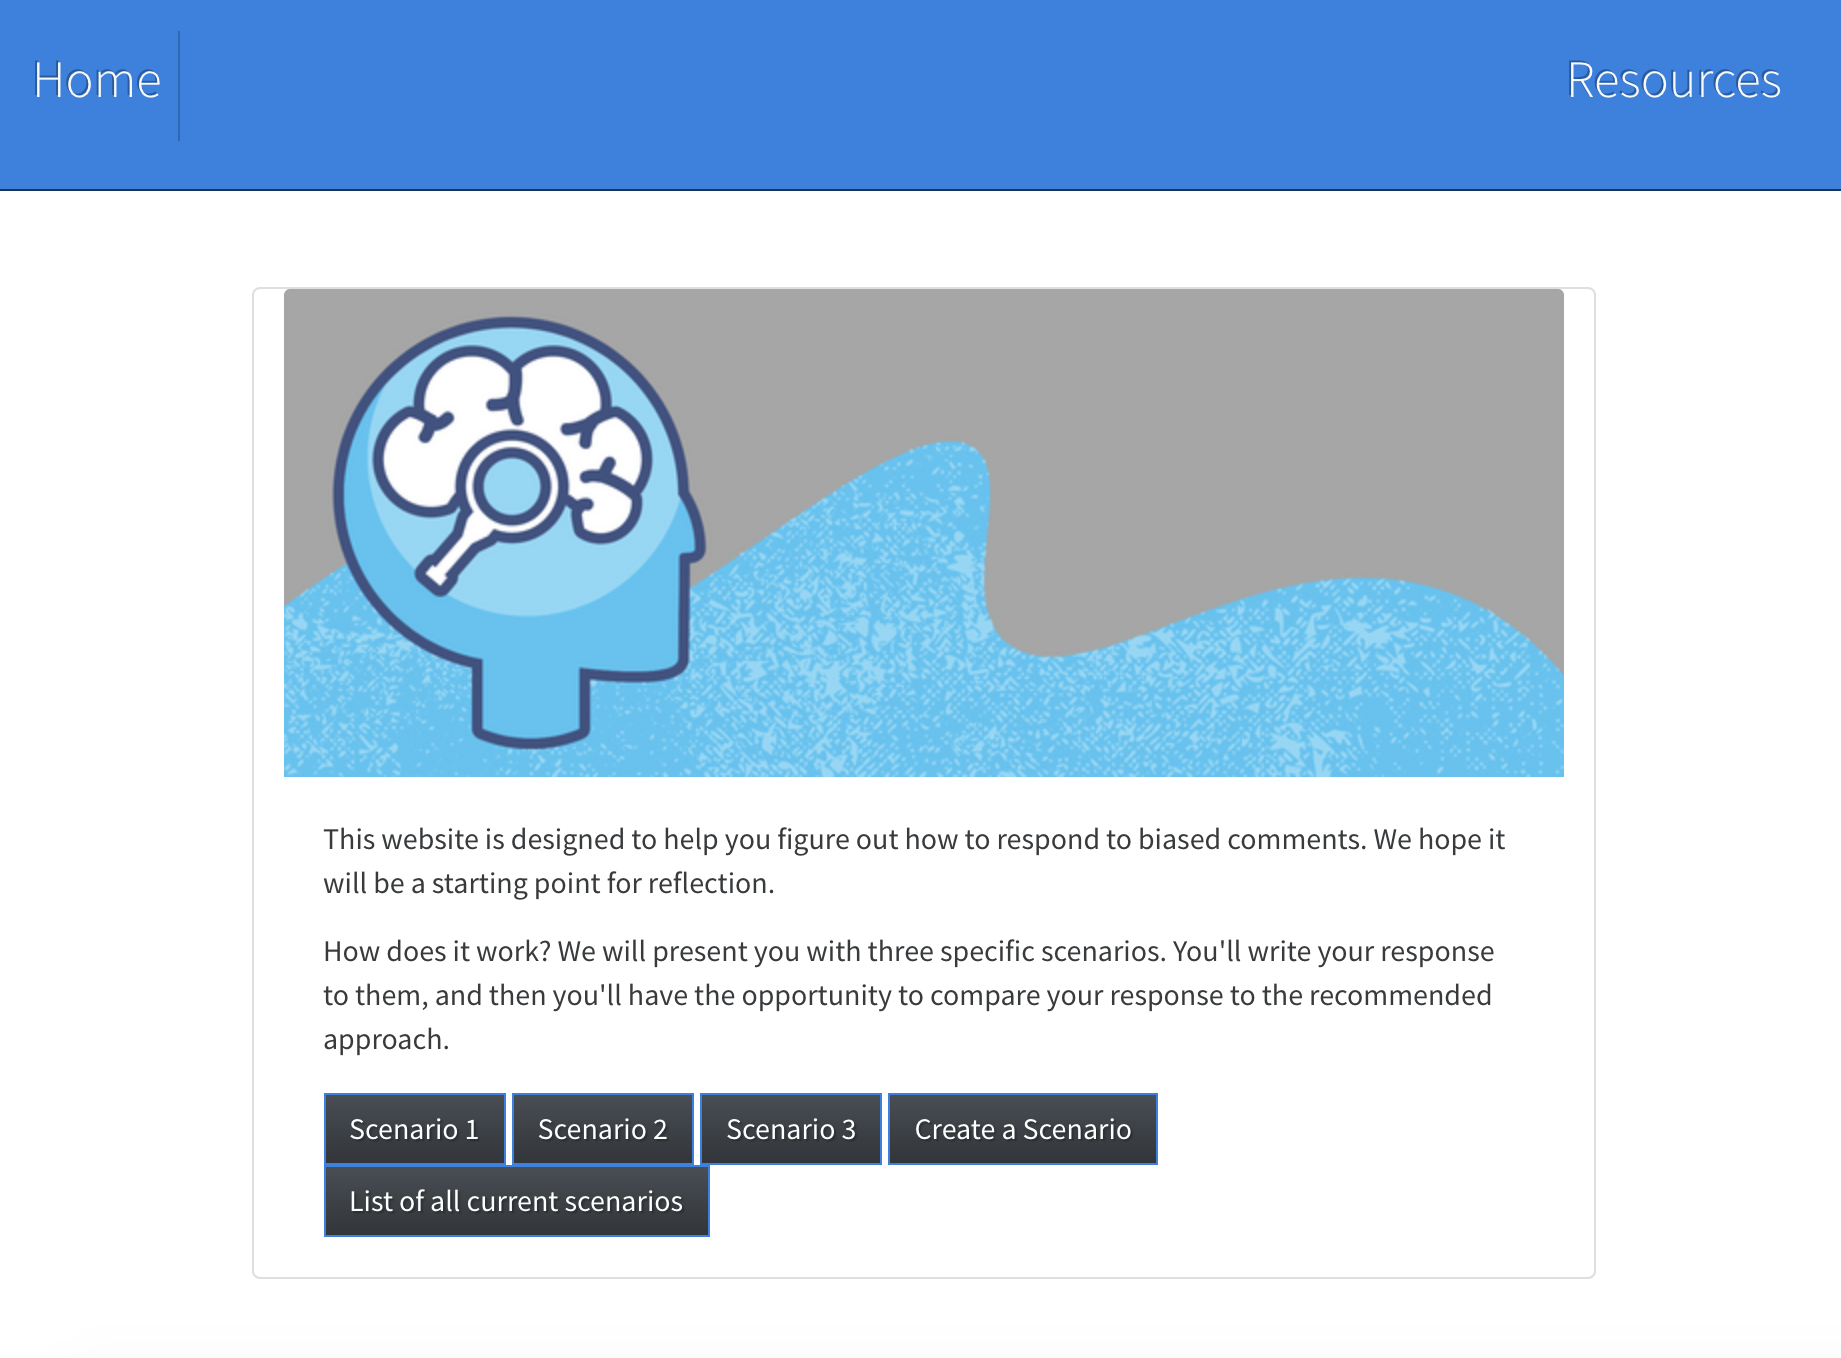 Home
Resources
This website is designed to help you figure out how to respond to biased comments. We hope it
will be a starting point for reflection.
How does it work? We will present you with three specific scenarios. You'll write your response
to them, and then you'll have the opportunity to compare your response to the recommended
approach.
Scenario 1
Scenario 2
Scenario 3
Create a Scenario
List of all current scenarios